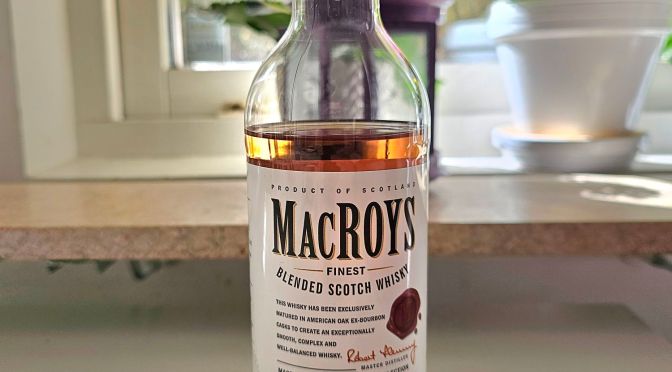 PRODUCT OF SCOTLAND
MACROYS
FINEST
BLENDED SCOTCH WHISKY
THIS WHISKY HAS BEEN EXCLUSIVELY
MATURED IN AMERICAN OAK EX-BOURBON
CASKS TO CREATE AN EXCEPTIONALLY
SMOOTH, COMPLEX AND
WELL-BALANCED WHISKY.
MASTER DISTILLER